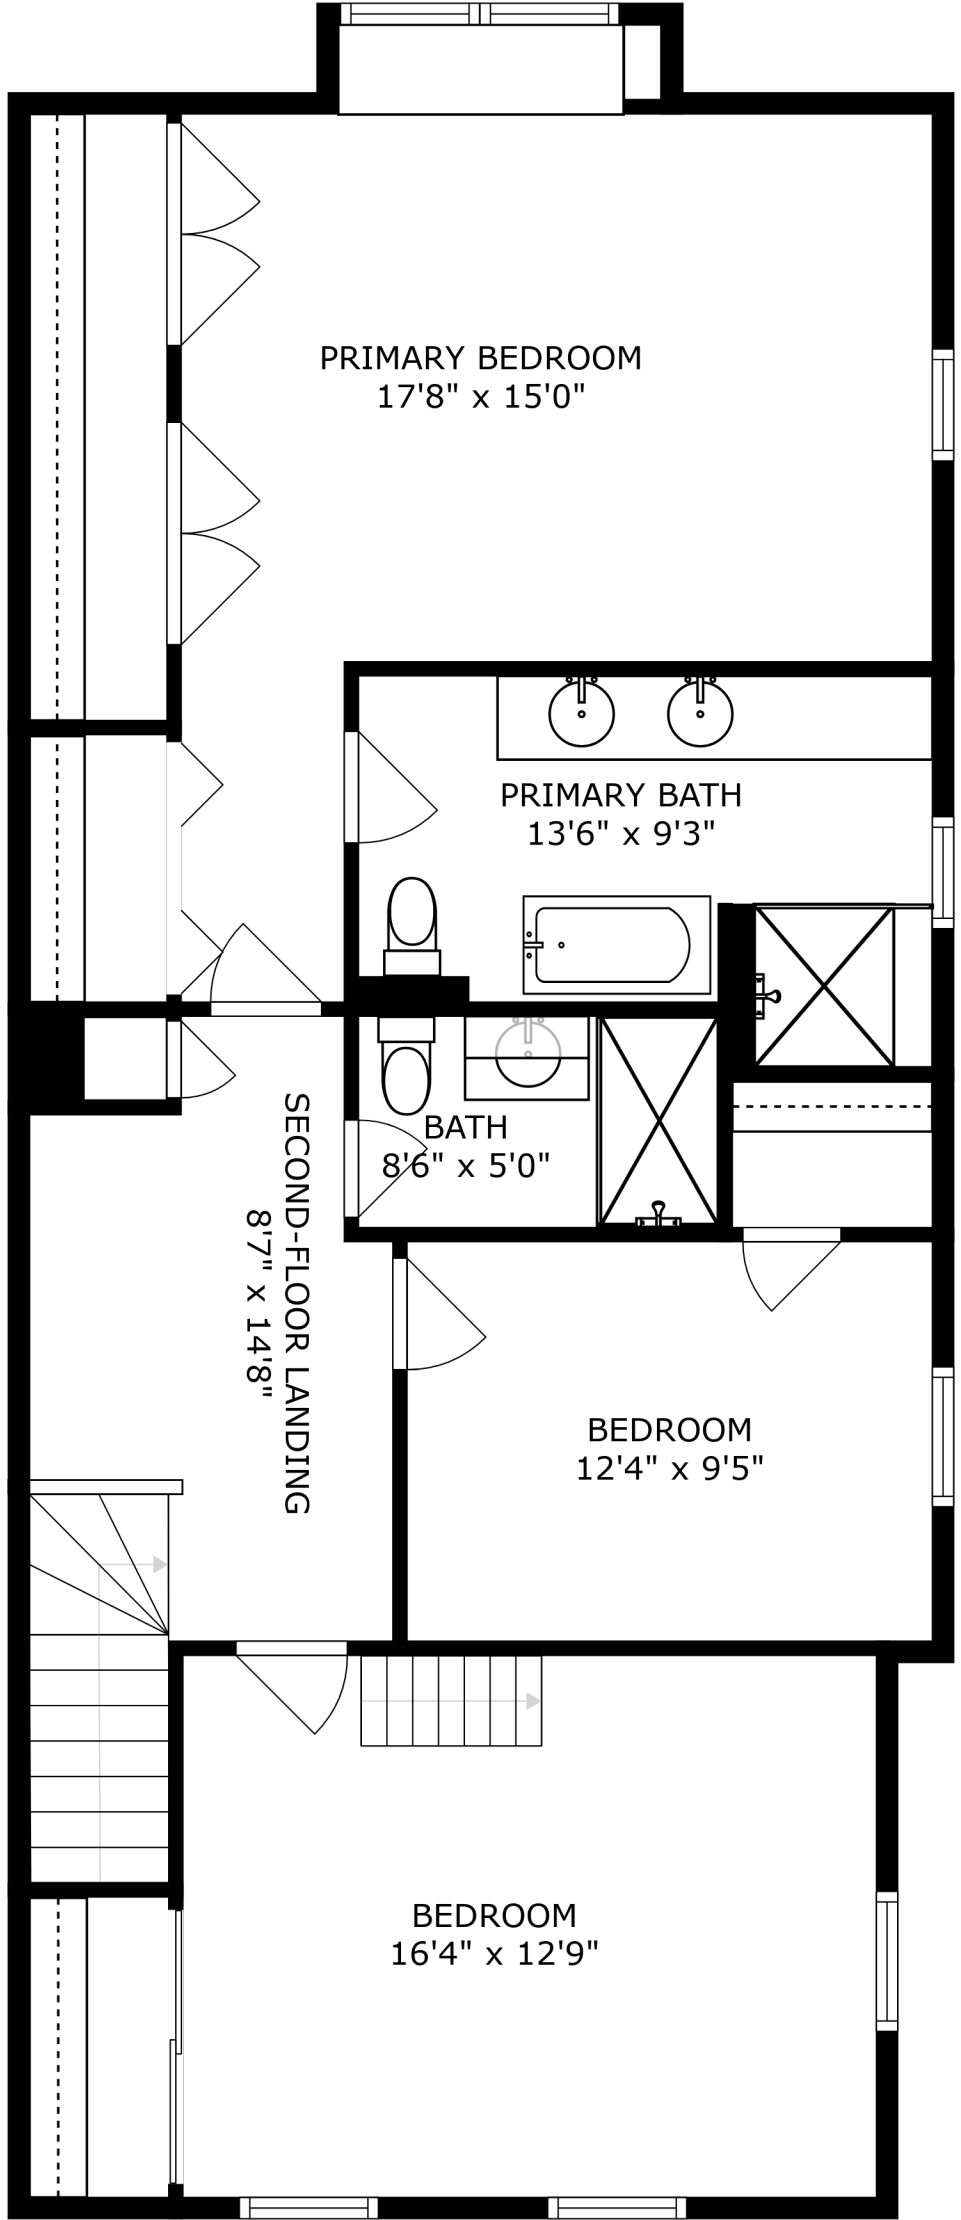 PRIMARY BEDROOM
17'8" x 15'0"
PRIMARY BATH
13'6" x 9'3"
BATH
8'6" x 5'0"
SECOND-FLOOR LANDING
8'7" x 14'8"
BEDROOM
12'4" x 9'5"
BEDROOM
16'4" x 12'9"